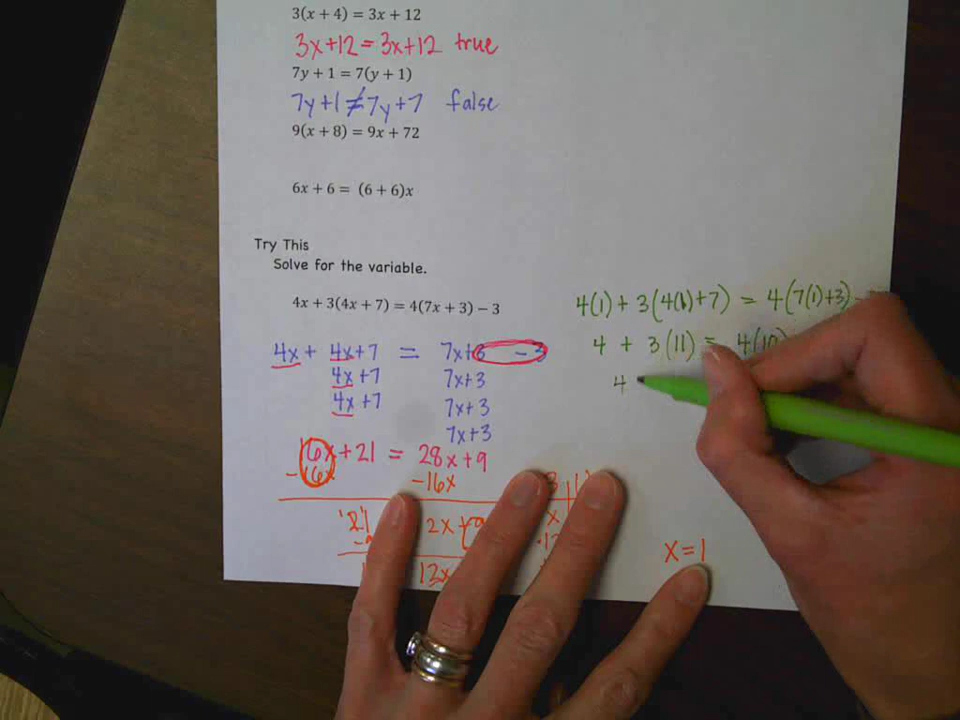 3(x + 4) = 3x + 12
3x+12 = 3x+12 true
7y + 1 = 7(y + 1)
7y+1 ≠ 7y+7 false
9(x + 8) = 9x + 72
6x + 6 = (6 + 6)x
Try This
Solve for the variable.
4x + 3(4x + 7) = 4(7x + 3) − 3
4(1) + 3(4(1)+7) = 4(7(1)+3)
4x + 4x+7 = 7x+3 −3
4 + 3(11) = 4(10)
4x+7 7x+3
4
4x+7 7x+3
7x+3
16x+21 = 28x+9
−16x −16x
x
x=1
12x